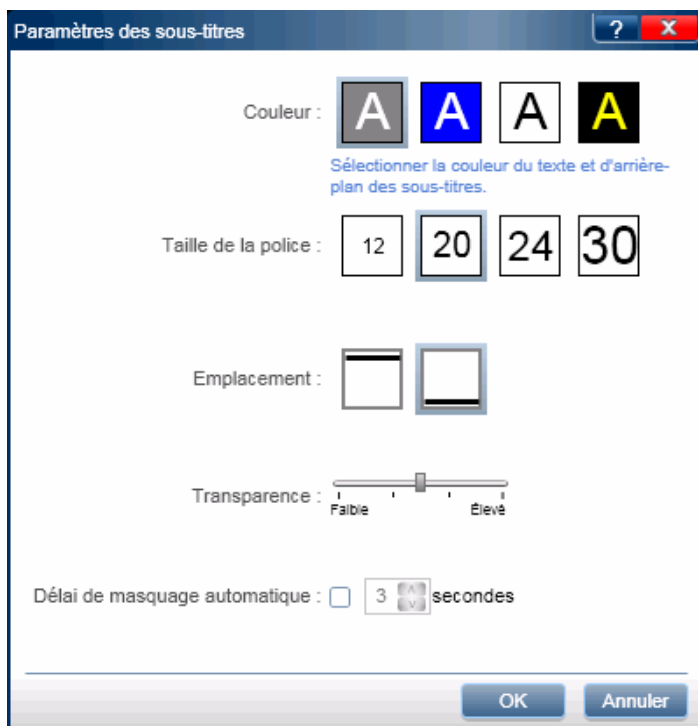 Paramètres des sous-titres ? X
Couleur : A A A A
Sélectionner la couleur du texte et d'arrière-
plan des sous-titres.
Taille de la police : 12 20 24 30
Emplacement :
Transparence :
Faible Élevé
Délai de masquage automatique : 3 secondes
OK Annuler